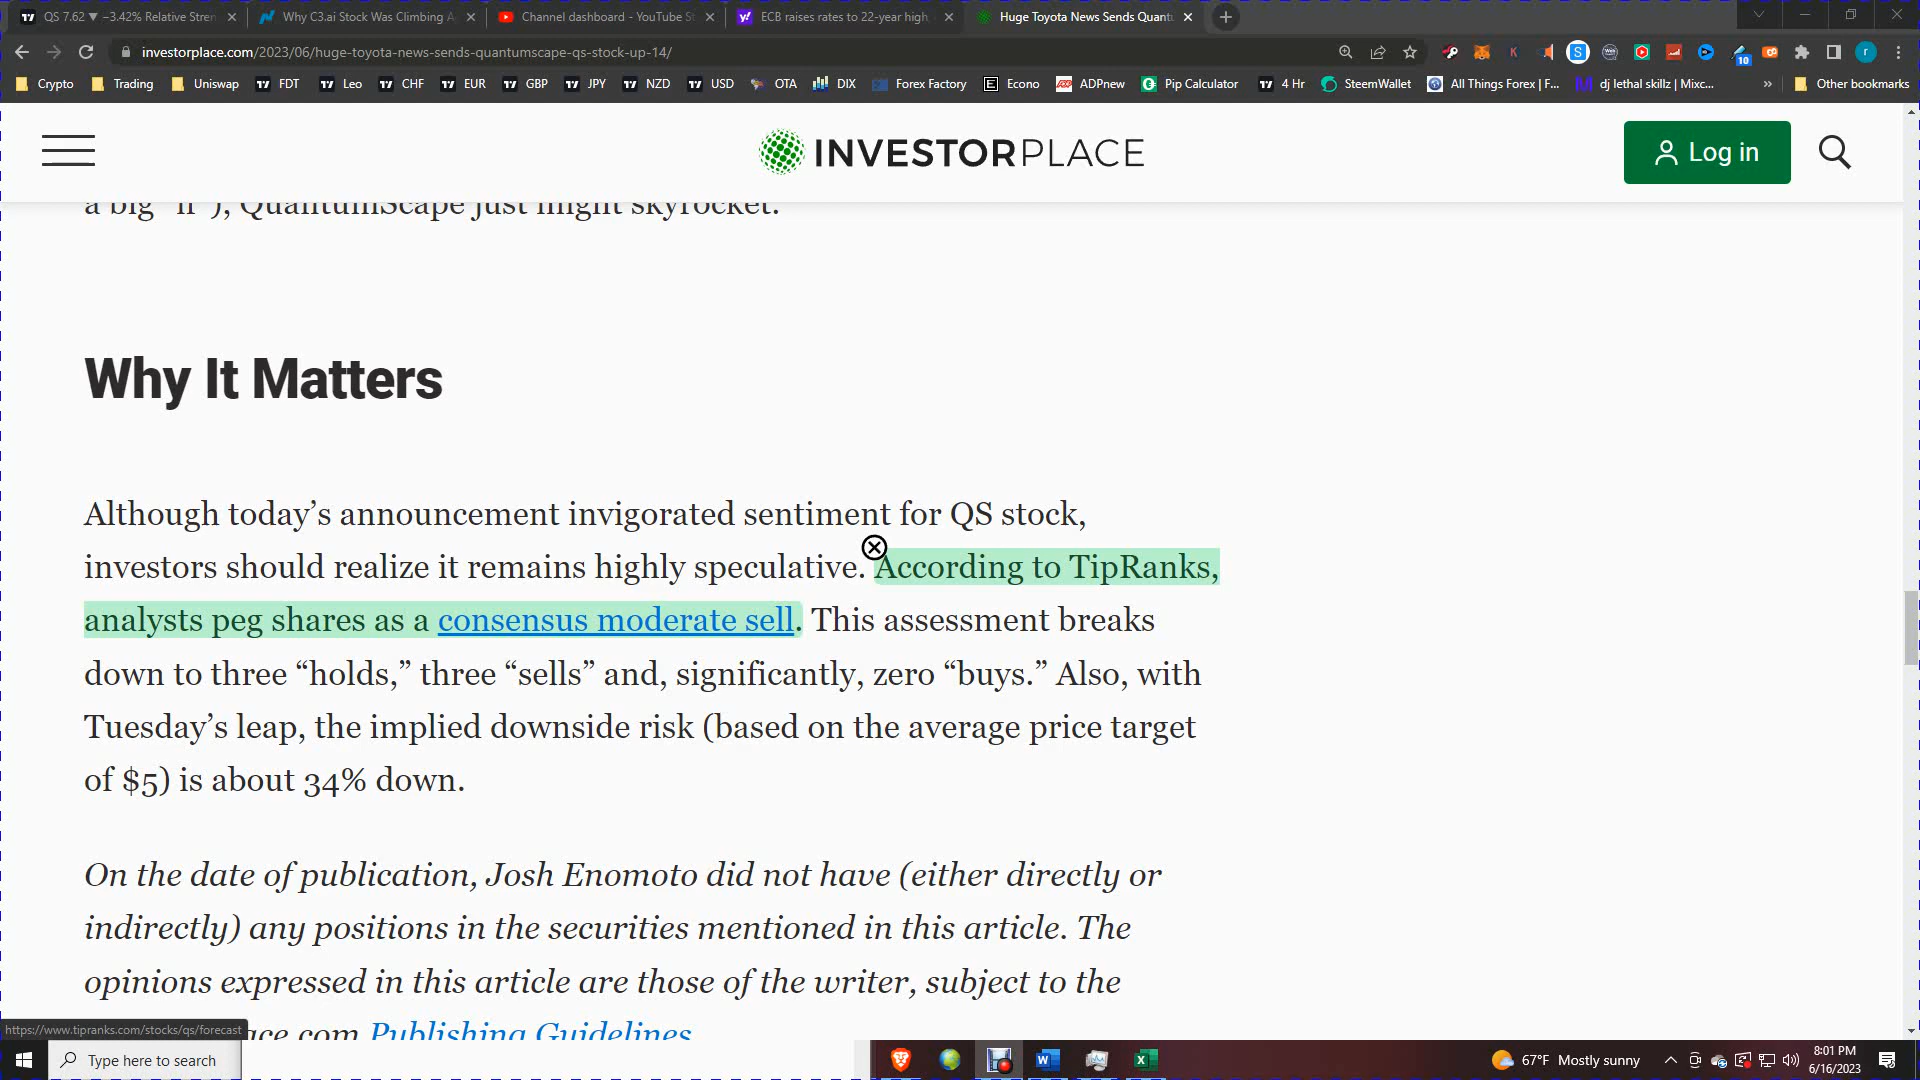 QS 7.62 ▼ −3.42% Relative Stren
Why C3.ai Stock Was Climbing A
Channel dashboard - YouTube St
ECB raises rates to 22-year high
Huge Toyota News Sends Quantu
investorplace.com/2023/06/huge-toyota-news-sends-quantumscape-qs-stock-up-14/
Crypto Trading Uniswap FDT Leo CHF EUR GBP JPY NZD USD OTA DIX Forex Factory Econo ADPnew Pip Calculator 4 Hr SteemWallet All Things Forex | F... dj lethal skillz | Mixc... » Other bookmarks
INVESTORPLACE
Log in
a big "if"), QuantumScape just might skyrocket.
Why It Matters
Although today’s announcement invigorated sentiment for QS stock,
investors should realize it remains highly speculative. According to TipRanks,
analysts peg shares as a consensus moderate sell. This assessment breaks
down to three “holds,” three “sells” and, significantly, zero “buys.” Also, with
Tuesday’s leap, the implied downside risk (based on the average price target
of $5) is about 34% down.
On the date of publication, Josh Enomoto did not have (either directly or
indirectly) any positions in the securities mentioned in this article. The
opinions expressed in this article are those of the writer, subject to the
ace.com Publishing Guidelines
https://www.tipranks.com/stocks/qs/forecast
Type here to search
67°F Mostly sunny
8:01 PM
6/16/2023